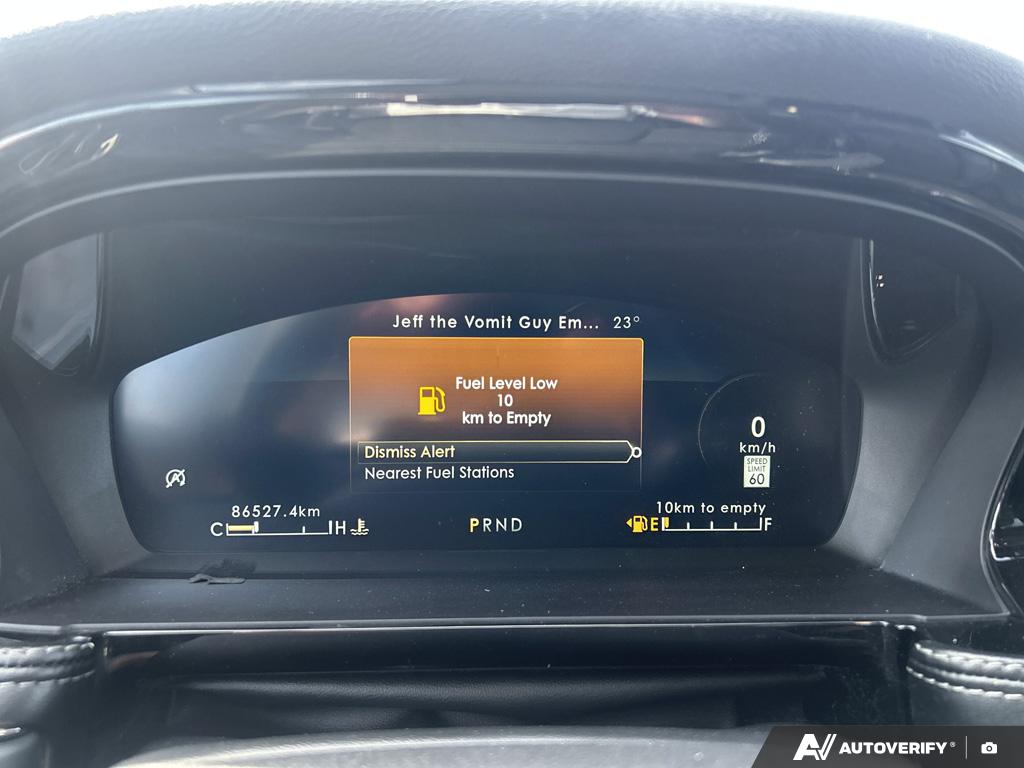 Jeff the Vomit Guy Em... 23°
Fuel Level Low
10
km to Empty
Dismiss Alert
Nearest Fuel Stations
0
km/h
SPEED
LIMIT
60
86527.4km
C H
PRND
10km to empty
E F
AUTOVERIFY®